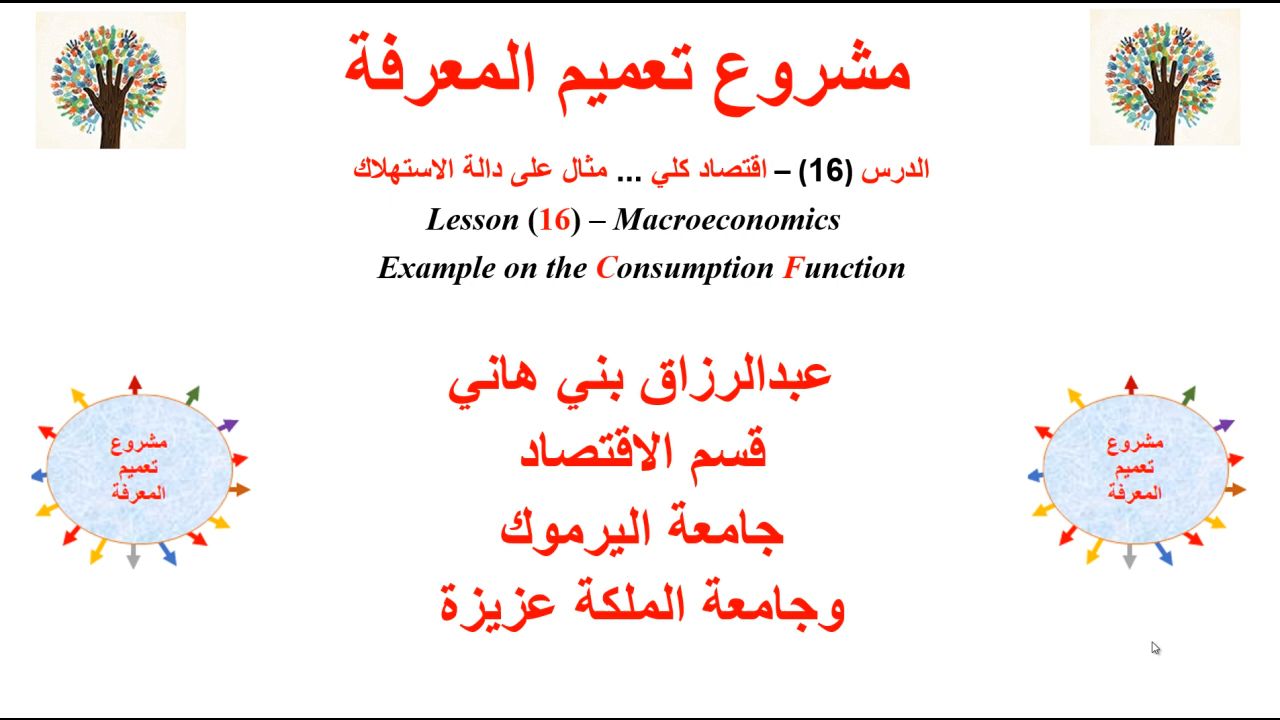 مشروع تعميم المعرفة
الدرس (16) – اقتصاد كلي ... مثال على دالة الاستهلاك
Lesson (16) – Macroeconomics
Example on the Consumption Function
عبدالرزاق بني هاني
قسم الاقتصاد
جامعة اليرموك
وجامعة الملكة عزيزة
مشروع
تعميم
المعرفة
مشروع
تعميم
المعرفة